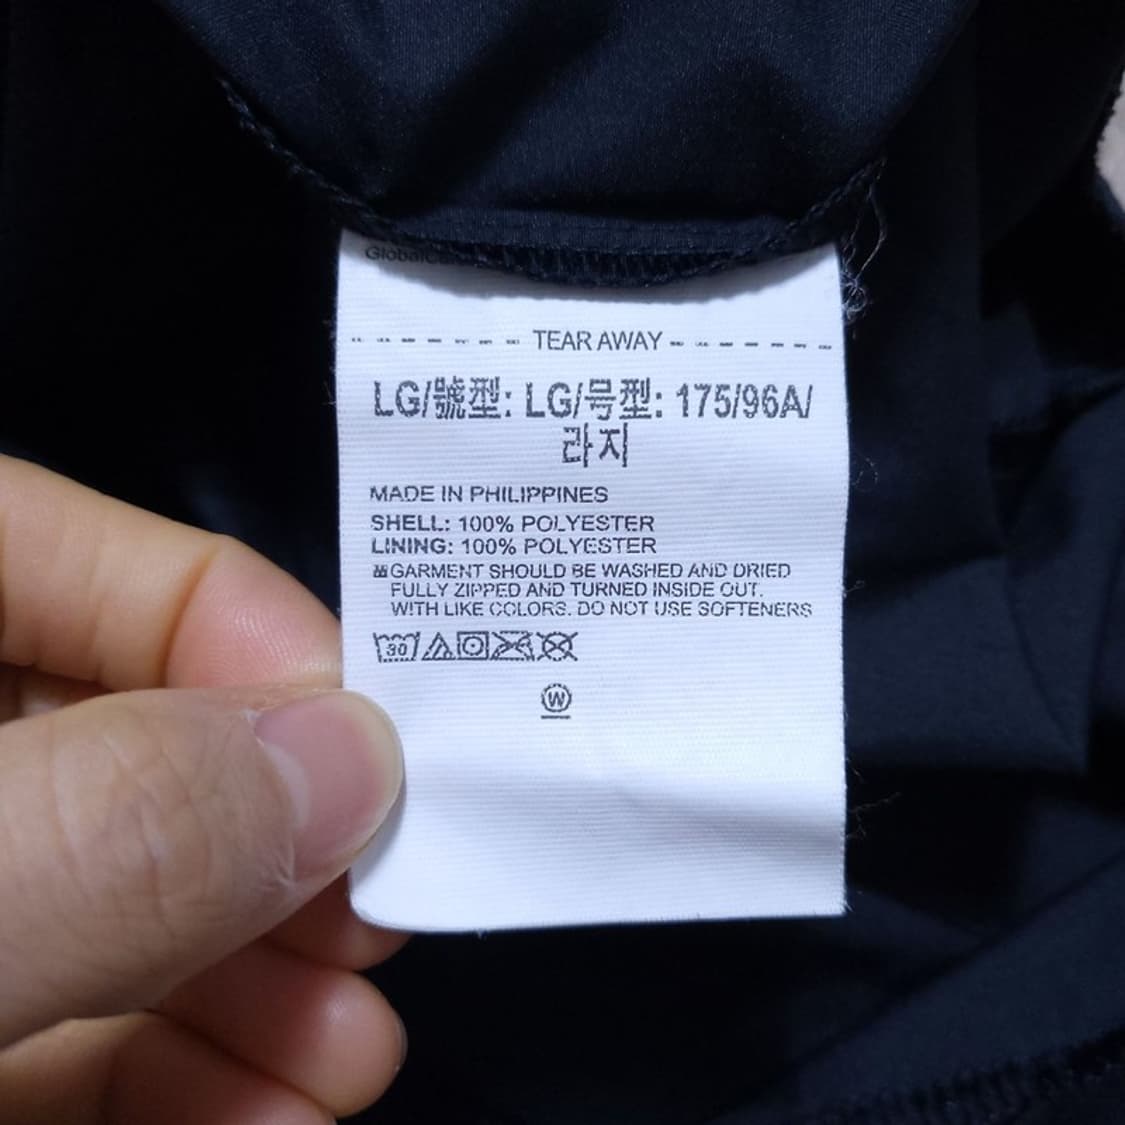 TEAR AWAY
LG/號型: LG/号型: 175/96A/
라지
MADE IN PHILIPPINES
SHELL: 100% POLYESTER
LINING: 100% POLYESTER
GARMENT SHOULD BE WASHED AND DRIED
FULLY ZIPPED AND TURNED INSIDE OUT.
WITH LIKE COLORS. DO NOT USE SOFTENERS
30
W